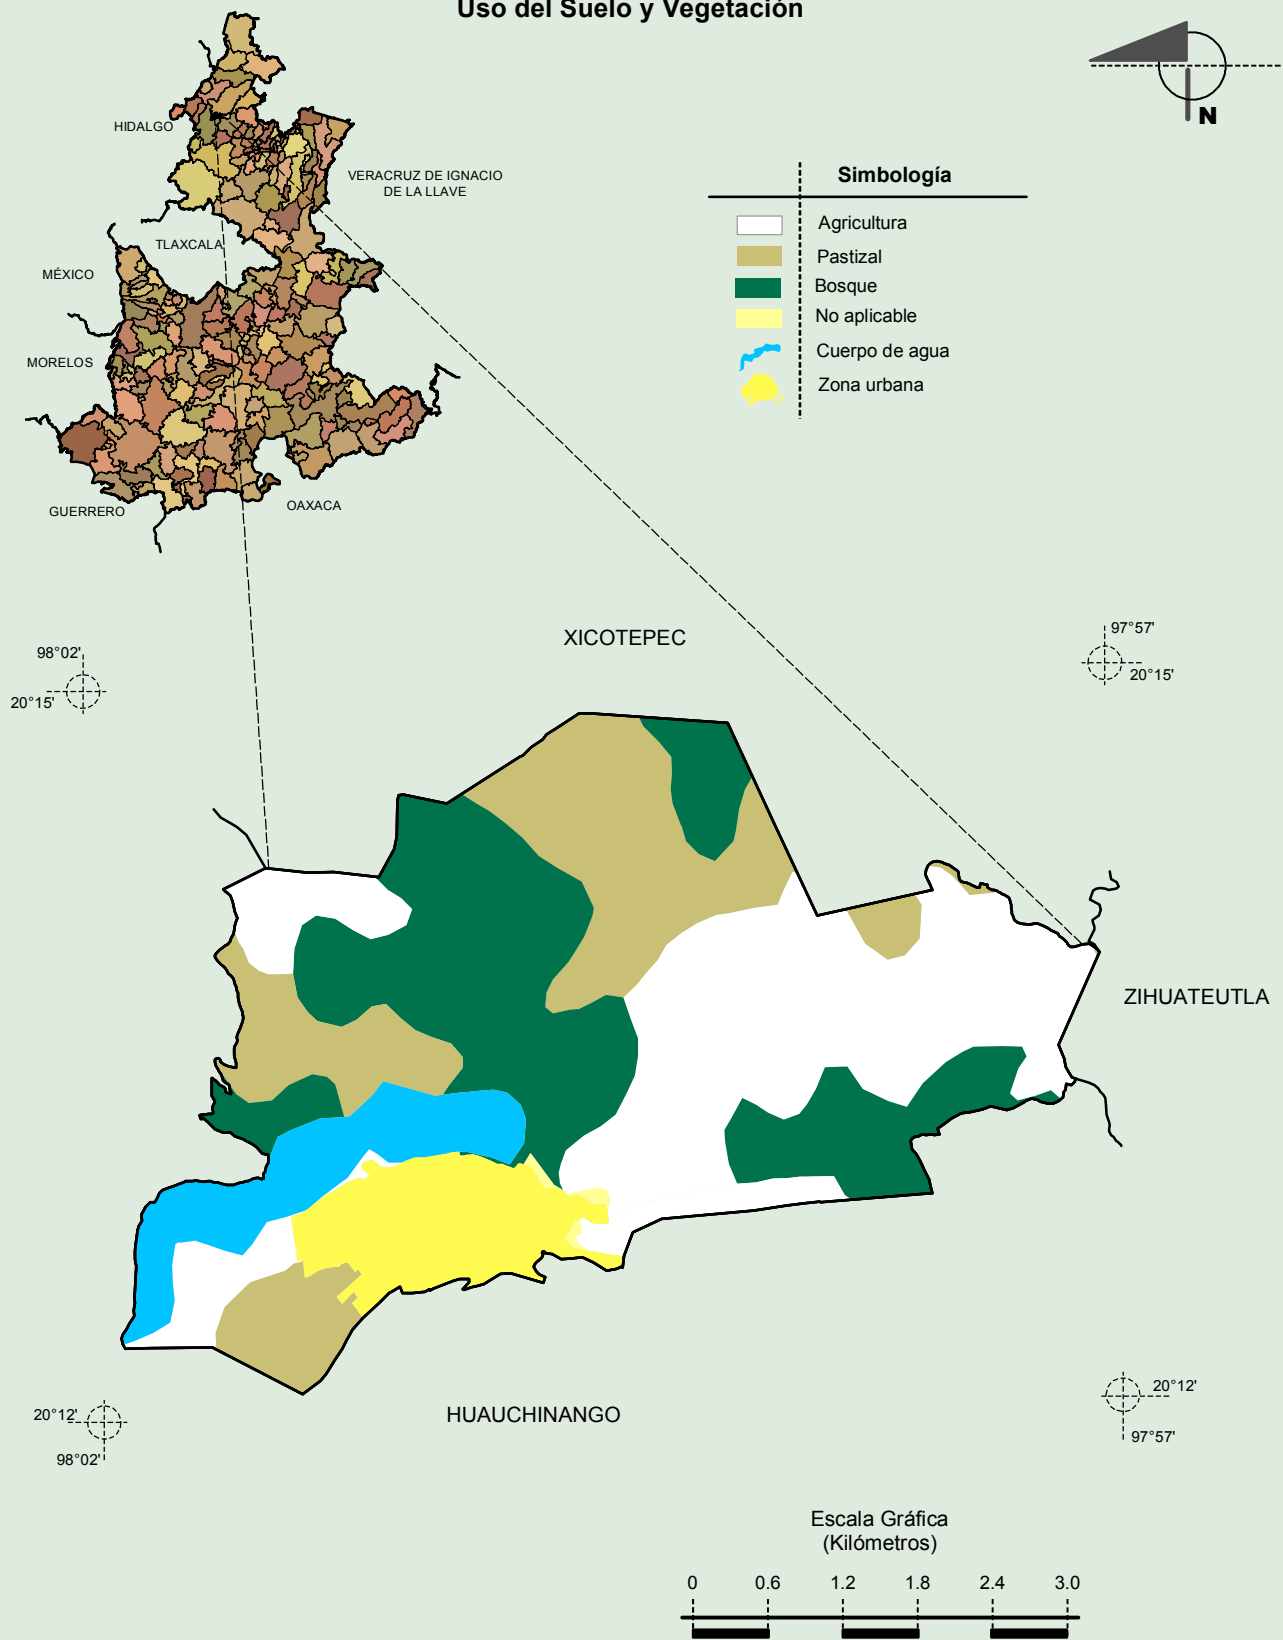 Uso del Suelo y Vegetación
N
HIDALGO
VERACRUZ DE IGNACIO
DE LA LLAVE
TLAXCALA
MÉXICO
MORELOS
GUERRERO
OAXACA
Simbología
Agricultura
Pastizal
Bosque
No aplicable
Cuerpo de agua
Zona urbana
XICOTEPEC
98°02'
20°15'
97°57'
20°15'
ZIHUATEUTLA
HUAUCHINANGO
20°12'
98°02'
20°12'
97°57'
Escala Gráfica
(Kilómetros)
0 0.6 1.2 1.8 2.4 3.0